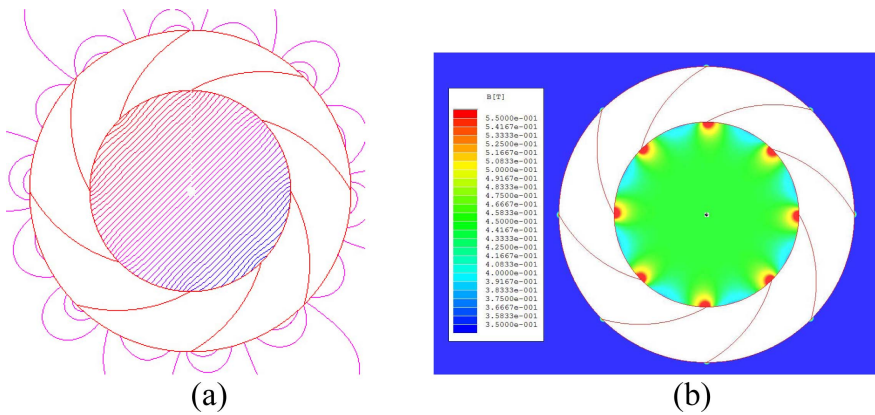 B[T]
5.5000e-001
5.4167e-001
5.3333e-001
5.2500e-001
5.1667e-001
5.0833e-001
5.0000e-001
4.9167e-001
4.8333e-001
4.7500e-001
4.6667e-001
4.5833e-001
4.5000e-001
4.4167e-001
4.3333e-001
4.2500e-001
4.1667e-001
4.0833e-001
4.0000e-001
3.9167e-001
3.8333e-001
3.7500e-001
3.6667e-001
3.5833e-001
3.5000e-001
(a)
(b)